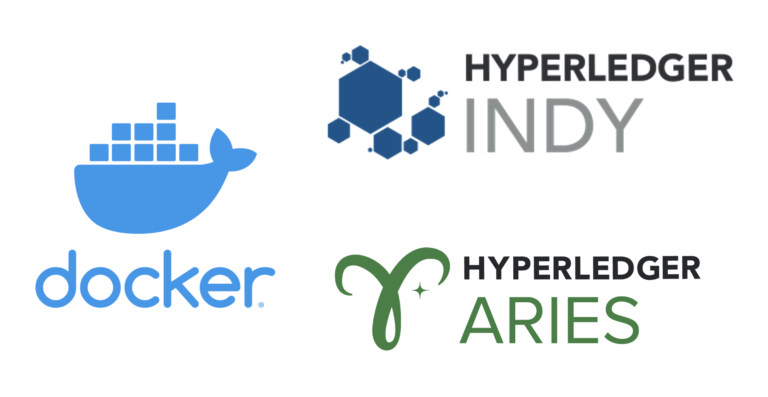 docker®
HYPERLEDGER
INDY
HYPERLEDGER
ARIES